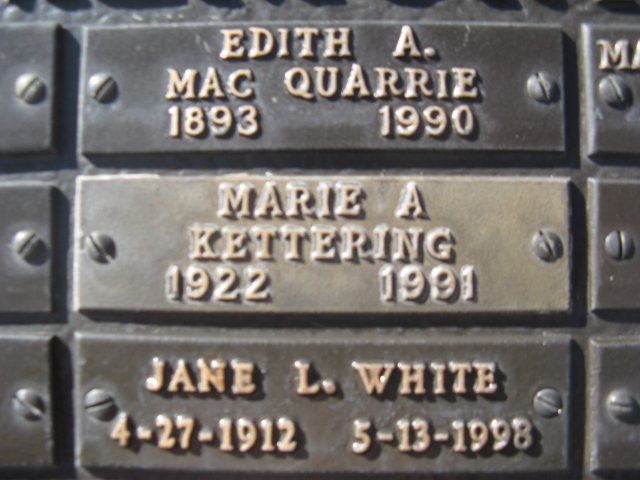 EDITH A.
MAC QUARRIE
1893 1990
MARIE A
KETTERING
1922 1991
JANE L. WHITE
4-27-1912 5-13-1998